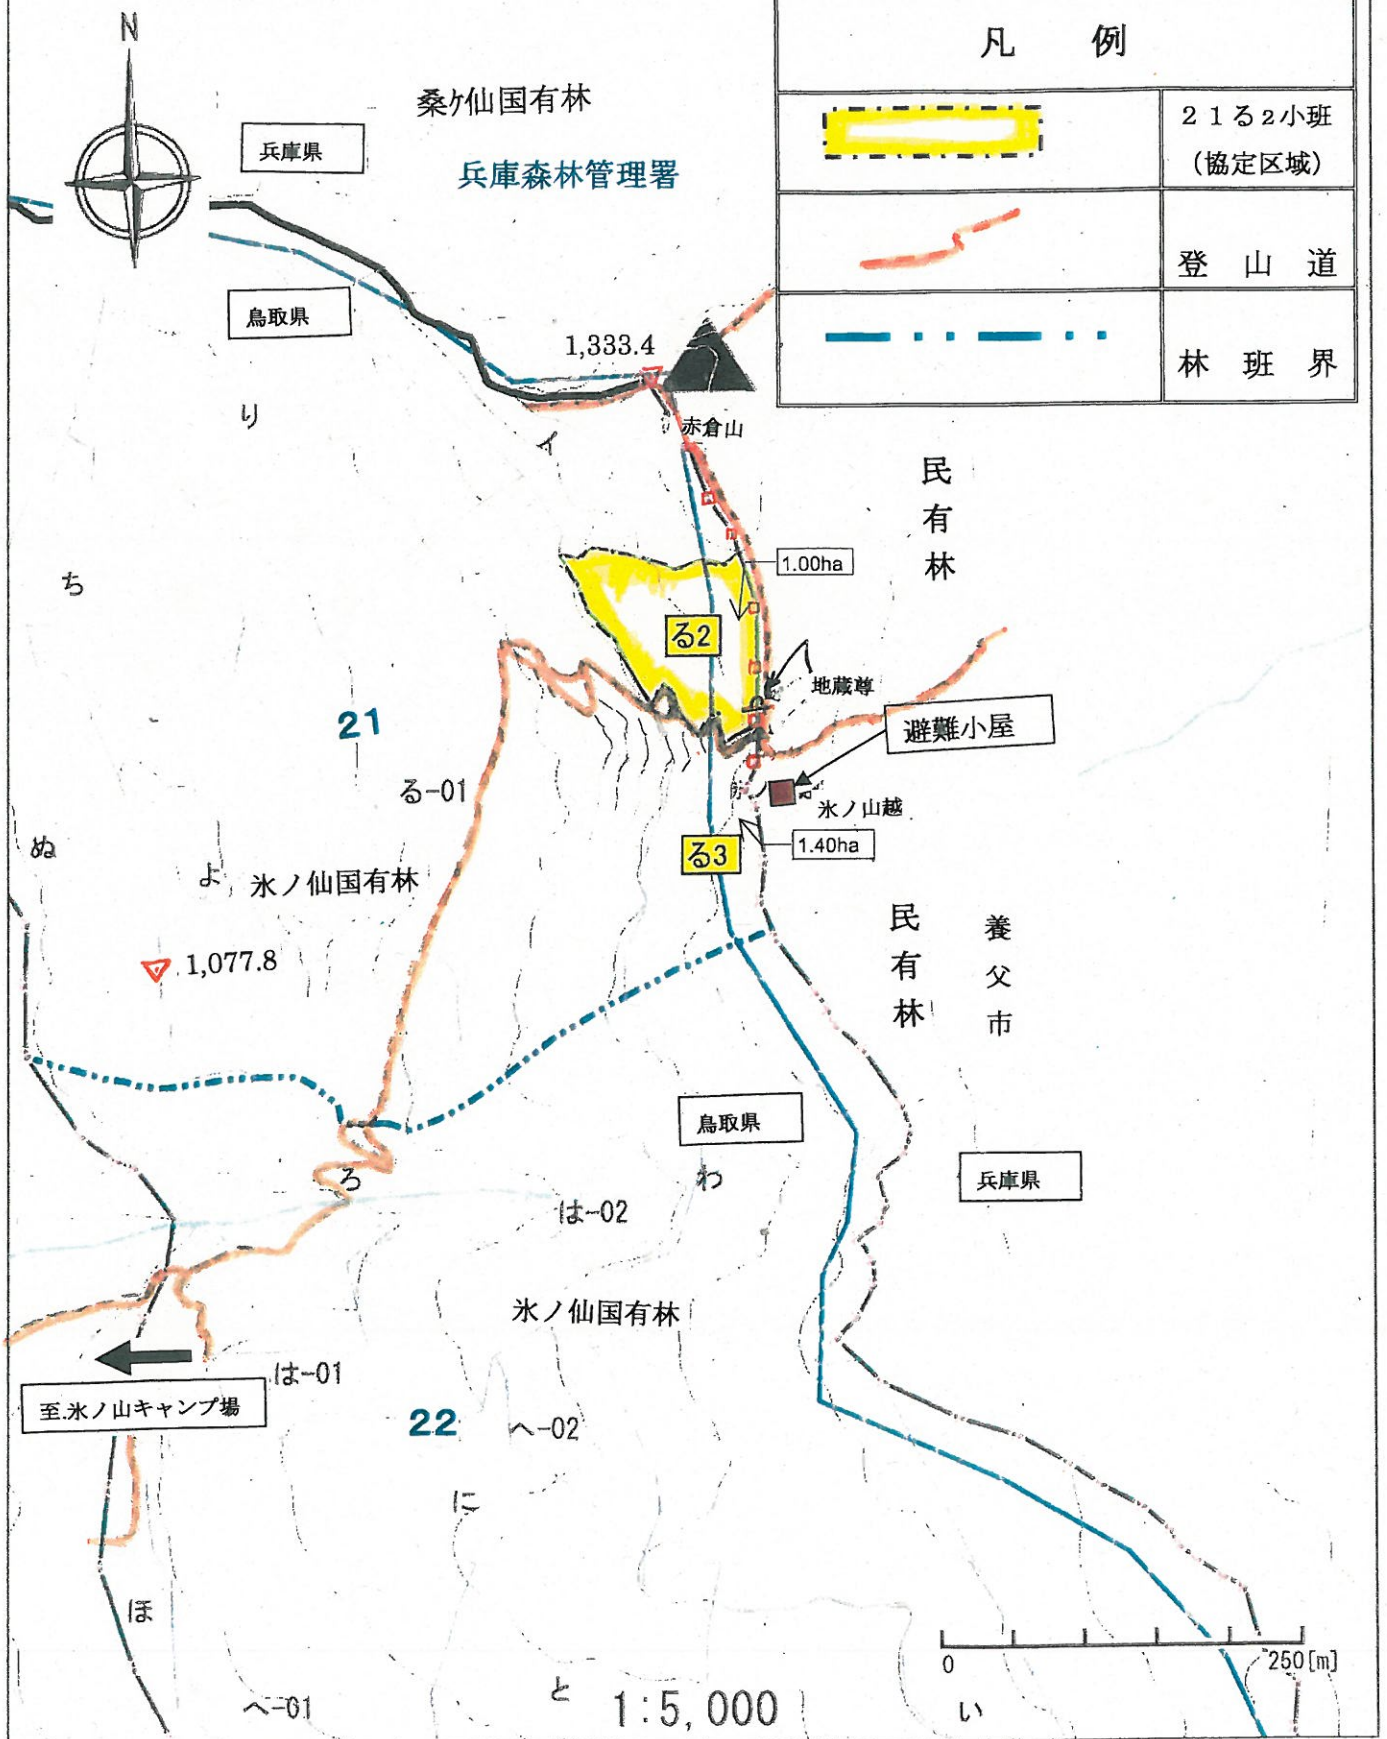 N
凡 例
21る2小班
(協定区域)
登山道
林班界
桑ケ仙国有林
兵庫県
兵庫森林管理署
鳥取県
1,333.4
赤倉山
り
イ
民有林
1.00ha
ち
る2
地蔵尊
21
避難小屋
る-01
氷ノ山越
1.40ha
る3
ぬ
よ
氷ノ仙国有林
民有林
養父市
1,077.8
鳥取県
兵庫県
ろ
わ
は-02
氷ノ仙国有林
は-01
至.氷ノ山キャンプ場
22
へ-02
に
ほ
0
250[m]
へ-01
と
1:5,000
い